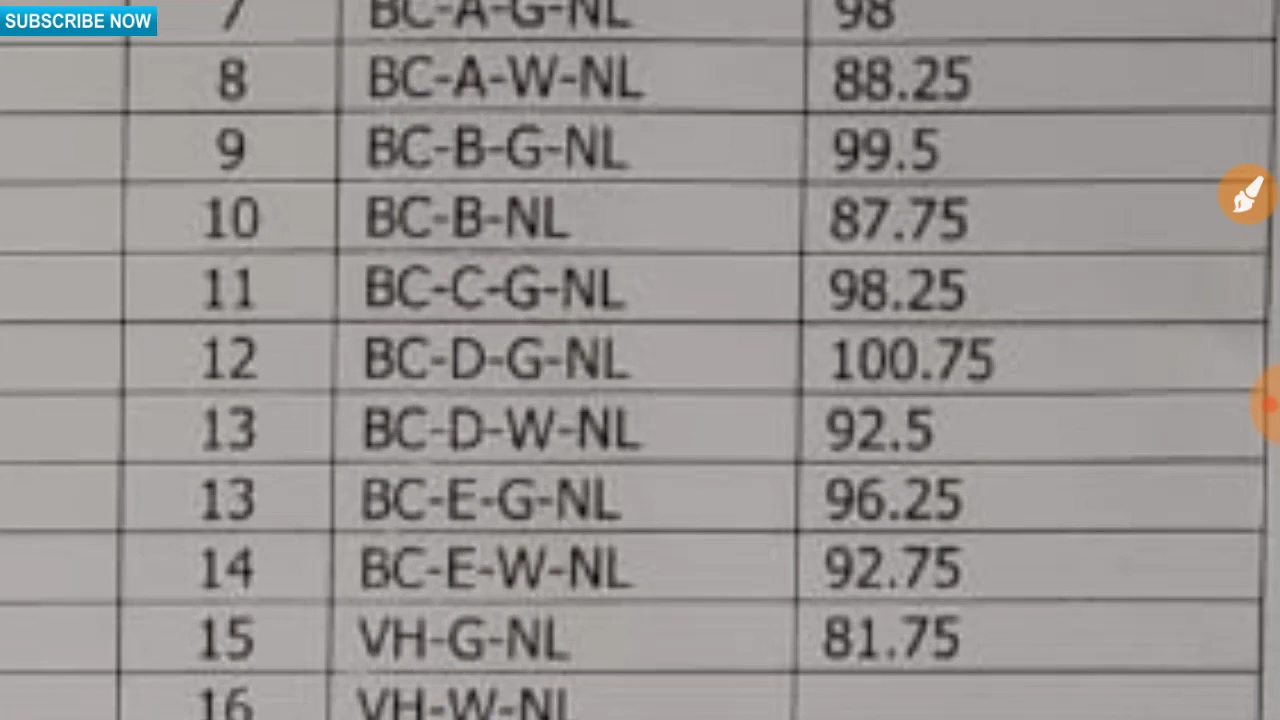 SUBSCRIBE NOW
7 BC-A-G-NL 98
8 BC-A-W-NL 88.25
9 BC-B-G-NL 99.5
10 BC-B-NL 87.75
11 BC-C-G-NL 98.25
12 BC-D-G-NL 100.75
13 BC-D-W-NL 92.5
13 BC-E-G-NL 96.25
14 BC-E-W-NL 92.75
15 VH-G-NL 81.75
16 VH-W-NL